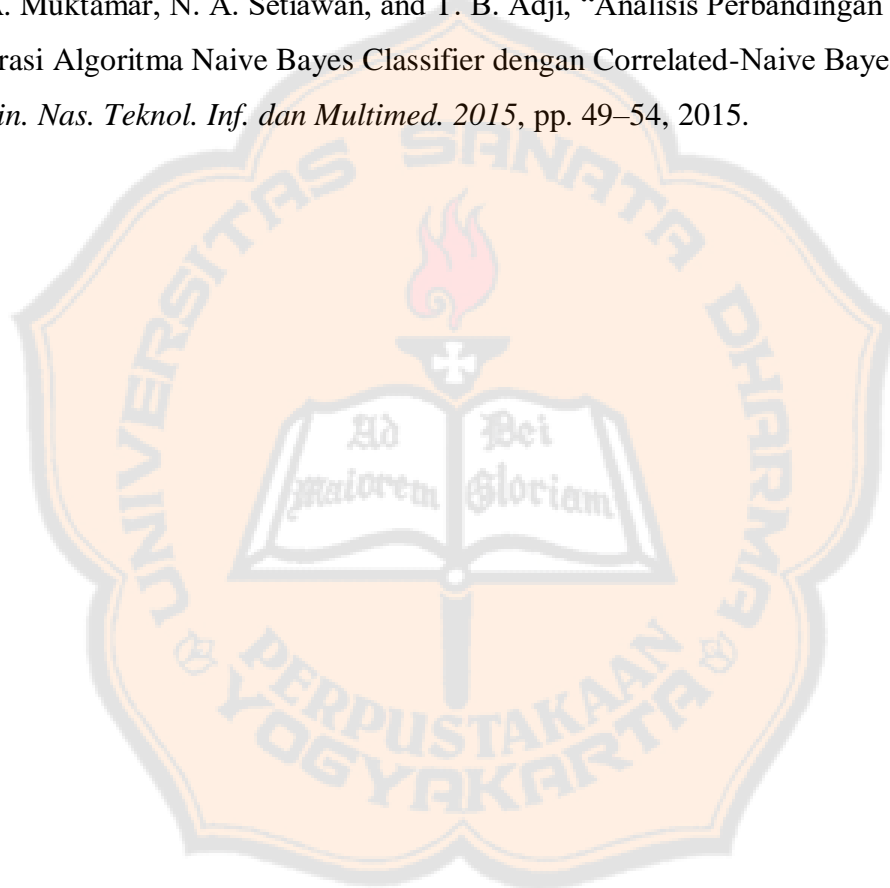 A. Muktamar, N. A. Setiawan, and T. B. Adji, “Analisis Perbandingan
rasi Algoritma Naive Bayes Classifier dengan Correlated-Naive Baye
in. Nas. Teknol. Inf. dan Multimed. 2015, pp. 49–54, 2015.
UNIVERSITAS SANATA DHARMA
Ad Dei
Maiorem Gloriam
PERPUSTAKAAN
YOGYAKARTA